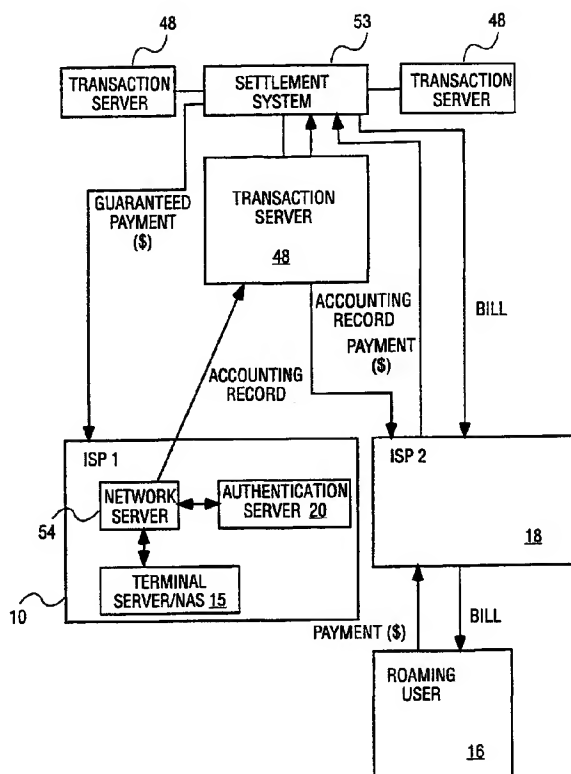 48
53
48
TRANSACTION
SERVER
SETTLEMENT
SYSTEM
TRANSACTION
SERVER
GUARANTEED
PAYMENT
($)
TRANSACTION
SERVER
48
ACCOUNTING
RECORD
PAYMENT
($)
BILL
ACCOUNTING
RECORD
ISP 1
NETWORK
SERVER
AUTHENTICATION
SERVER 20
54
TERMINAL
SERVER/NAS 15
10
ISP 2
18
PAYMENT ($)
BILL
ROAMING
USER
16